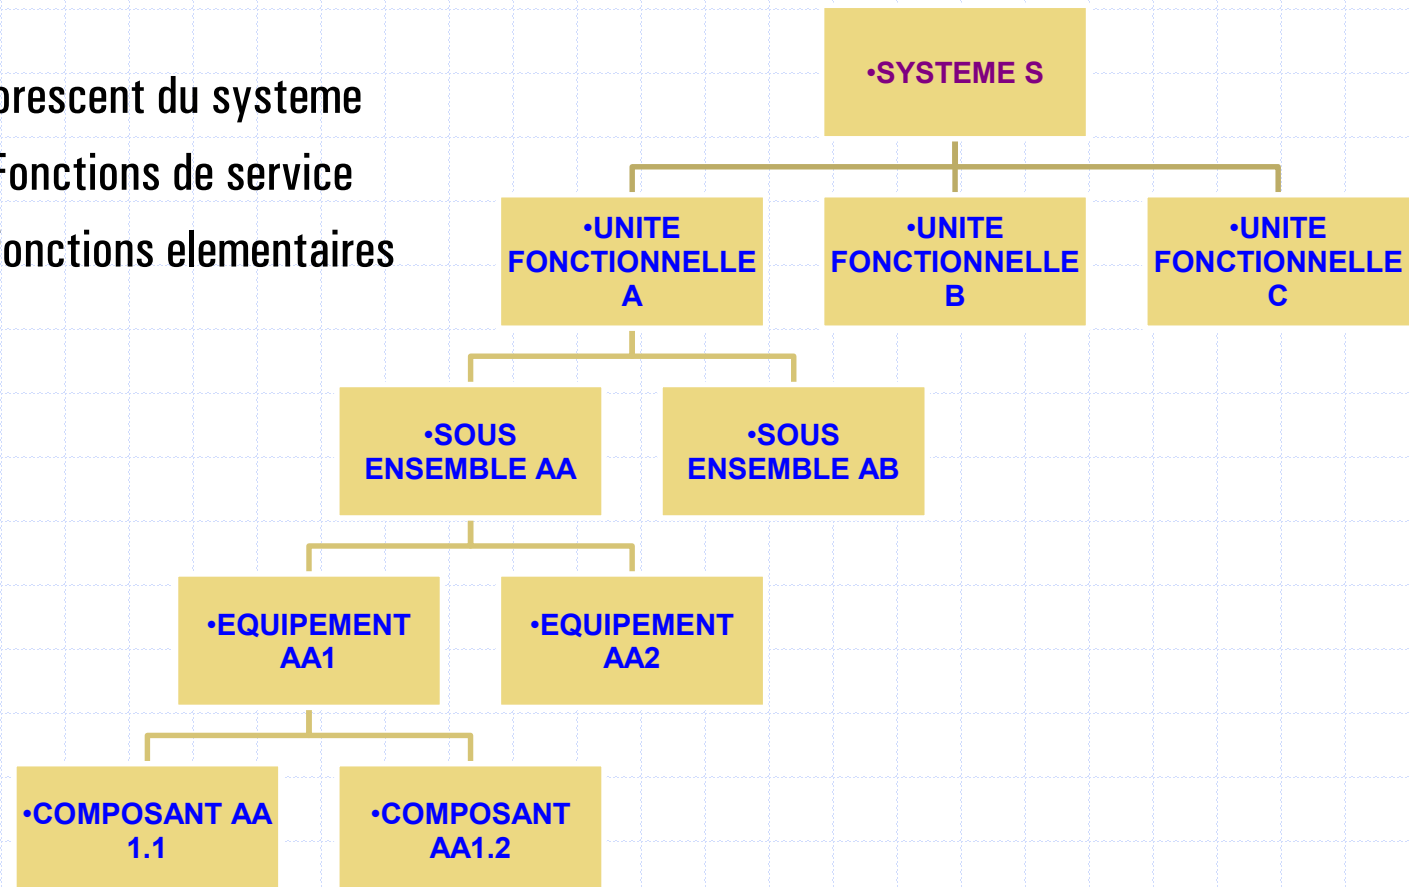 orescent du systeme
Fonctions de service
onctions elementaires
•SYSTEME S
•UNITE
FONCTIONNELLE
A
•UNITE
FONCTIONNELLE
B
•UNITE
FONCTIONNELLE
C
•SOUS
ENSEMBLE AA
•SOUS
ENSEMBLE AB
•EQUIPEMENT
AA1
•EQUIPEMENT
AA2
•COMPOSANT AA
1.1
•COMPOSANT
AA1.2